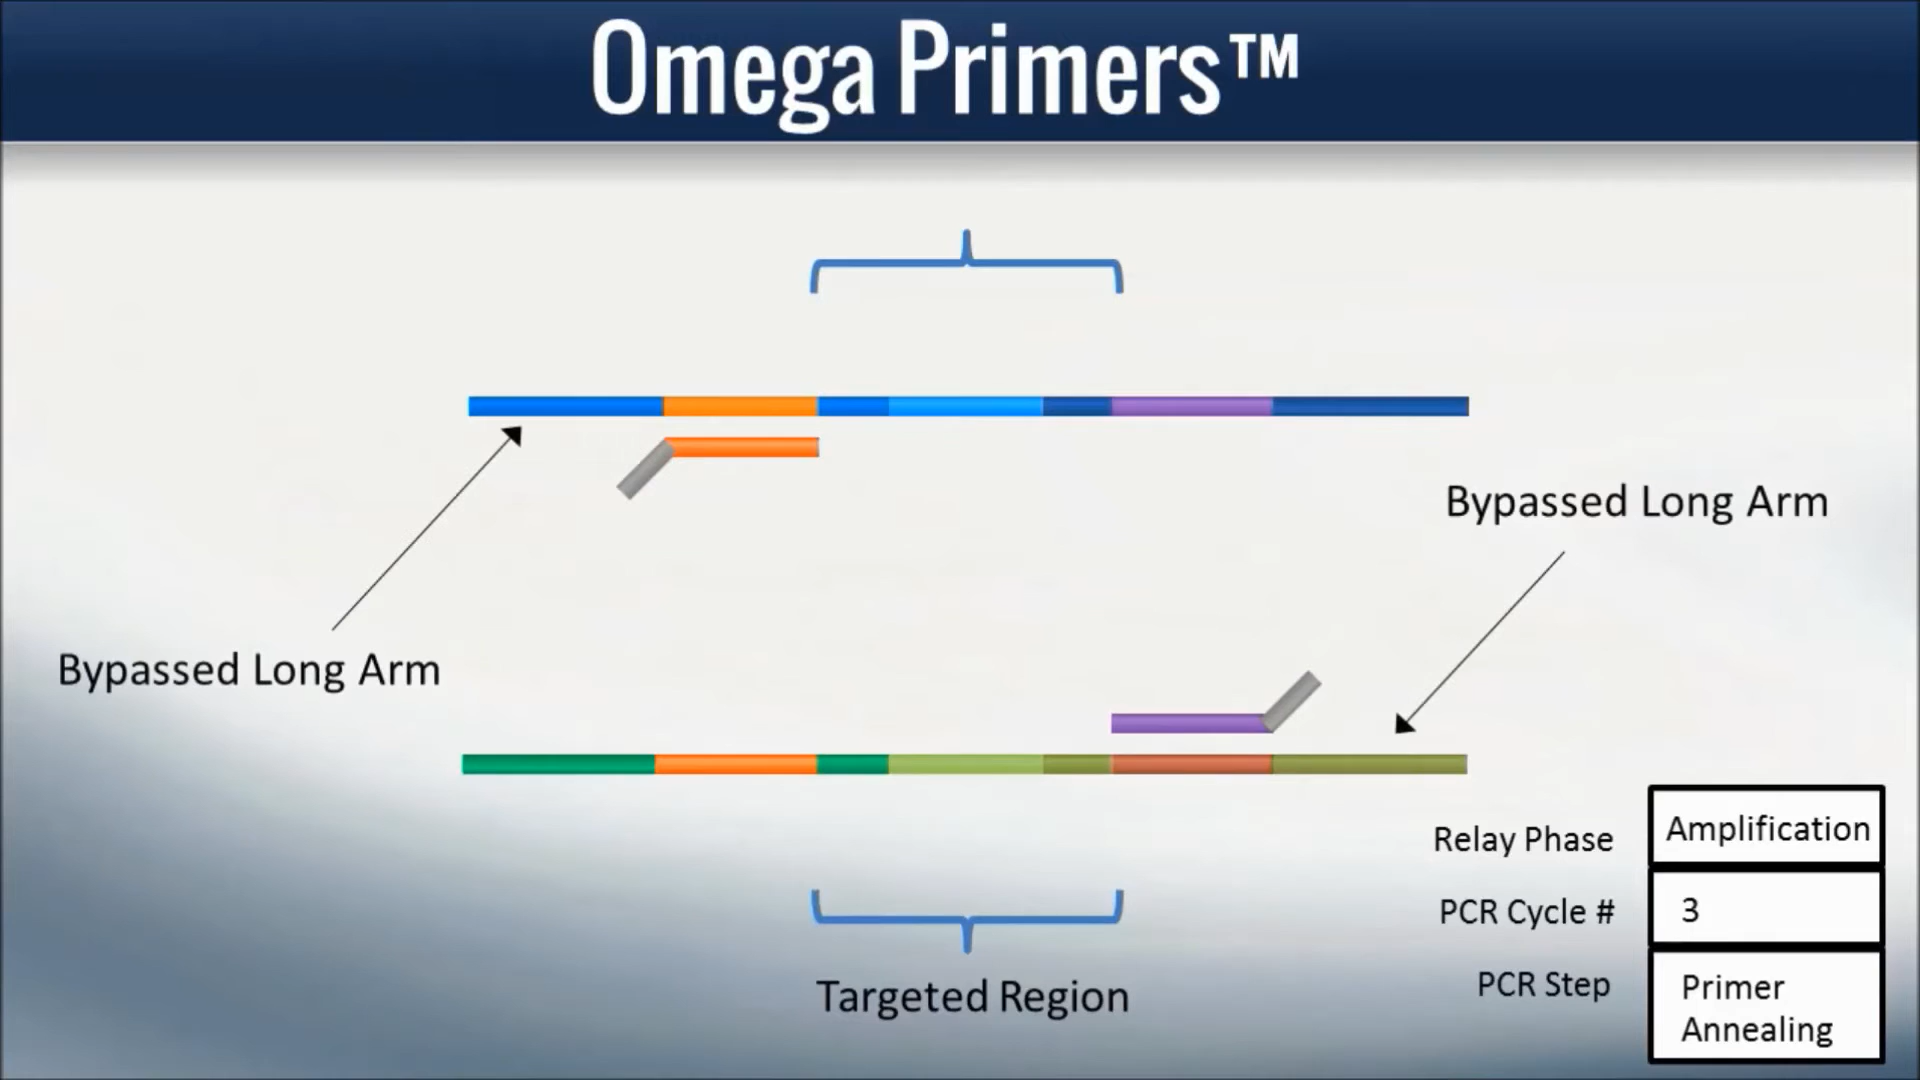 Omega Primers™
Bypassed Long Arm
Bypassed Long Arm
Targeted Region
Relay Phase
Amplification
PCR Cycle #
3
PCR Step
Primer
Annealing